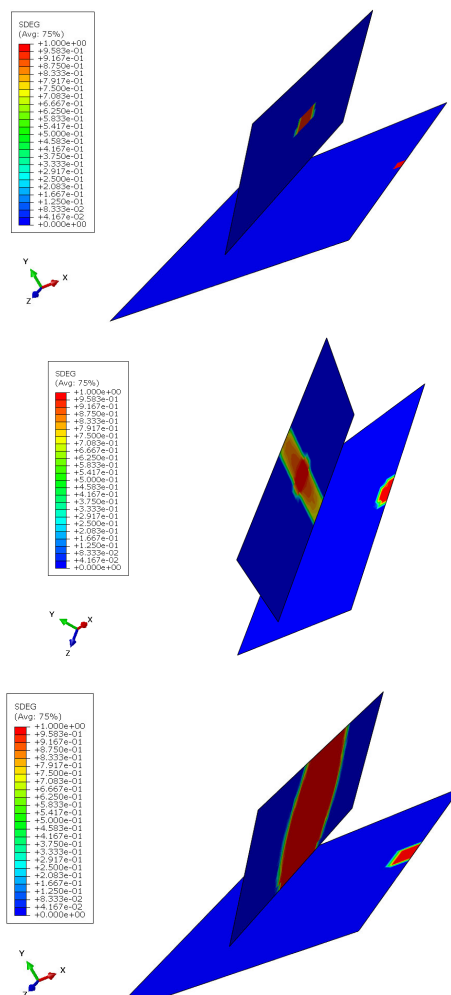 SDEG
(Avg: 75%)
+1.000e+00
+9.583e-01
+9.167e-01
+8.750e-01
+8.333e-01
+7.917e-01
+7.500e-01
+7.083e-01
+6.667e-01
+6.250e-01
+5.833e-01
+5.417e-01
+5.000e-01
+4.583e-01
+4.167e-01
+3.750e-01
+3.333e-01
+2.917e-01
+2.500e-01
+2.083e-01
+1.667e-01
+1.250e-01
+8.333e-02
+4.167e-02
+0.000e+00
Y
X
Z
SDEG
(Avg: 75%)
+1.000e+00
+9.583e-01
+9.167e-01
+8.750e-01
+8.333e-01
+7.917e-01
+7.500e-01
+7.083e-01
+6.667e-01
+6.250e-01
+5.833e-01
+5.417e-01
+5.000e-01
+4.583e-01
+4.167e-01
+3.750e-01
+3.333e-01
+2.917e-01
+2.500e-01
+2.083e-01
+1.667e-01
+1.250e-01
+8.333e-02
+4.167e-02
+0.000e+00
Y
X
Z
SDEG
(Avg: 75%)
+1.000e+00
+9.583e-01
+9.167e-01
+8.750e-01
+8.333e-01
+7.917e-01
+7.500e-01
+7.083e-01
+6.667e-01
+6.250e-01
+5.833e-01
+5.417e-01
+5.000e-01
+4.583e-01
+4.167e-01
+3.750e-01
+3.333e-01
+2.917e-01
+2.500e-01
+2.083e-01
+1.667e-01
+1.250e-01
+8.333e-02
+4.167e-02
+0.000e+00
Y
X
Z